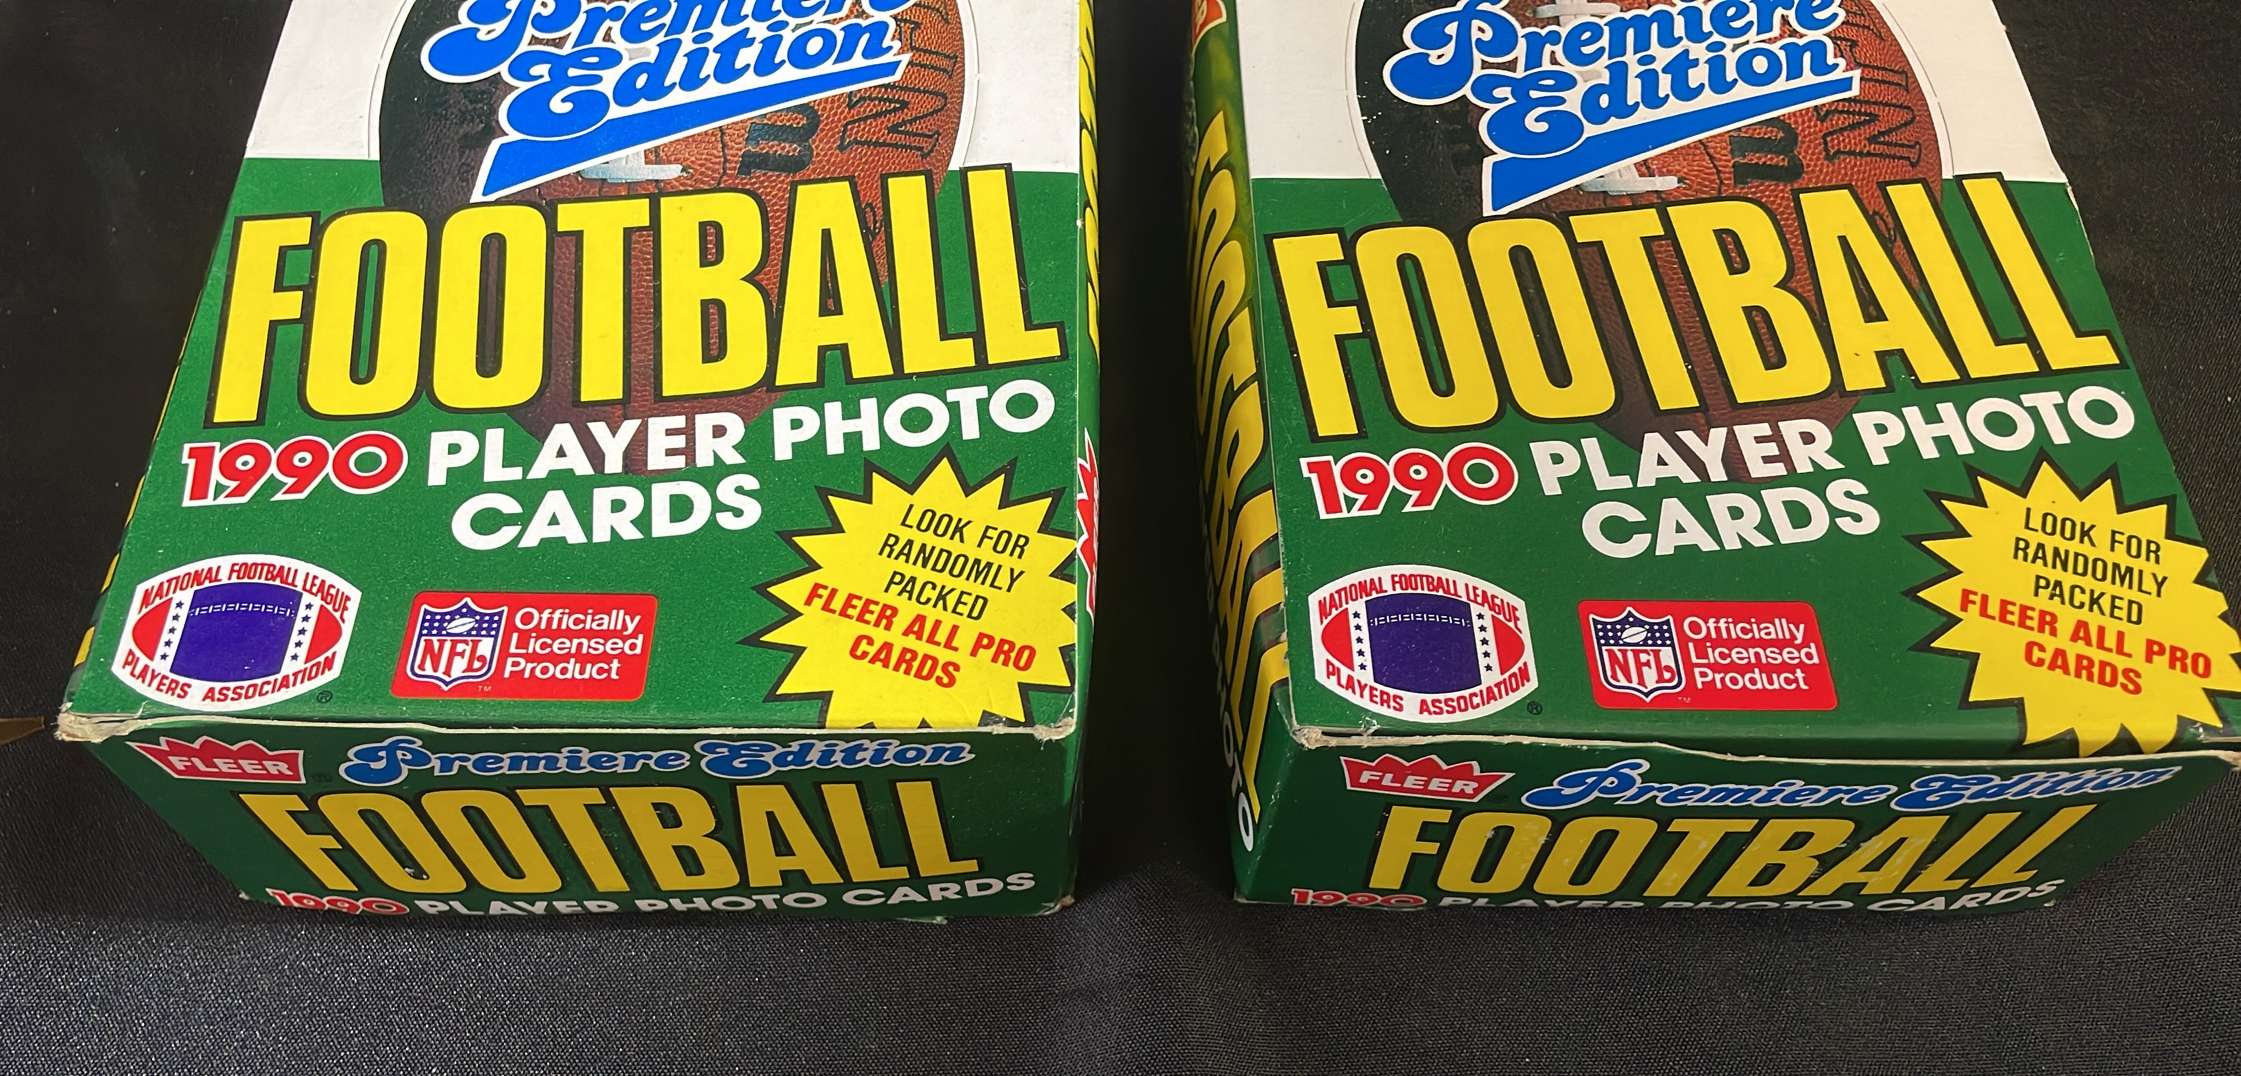 Premiere
Edition
FOOTBALL
1990 PLAYER PHOTO
CARDS
LOOK FOR
RANDOMLY
PACKED
FLEER ALL PRO
CARDS
NATIONAL FOOTBALL LEAGUE
PLAYERS ASSOCIATION
®
NFL
TM
Officially
Licensed
Product
FLEER
Premiere Edition
FOOTBALL
1990 PLAYER PHOTO CARDS
Premiere
Edition
FOOTBALL
1990 PLAYER PHOTO
CARDS
LOOK FOR
RANDOMLY
PACKED
FLEER ALL PRO
CARDS
NATIONAL FOOTBALL LEAGUE
PLAYERS ASSOCIATION
®
NFL
TM
Officially
Licensed
Product
FOOTBALL
FLEER
Premiere Edition
FOOTBALL
1990 PLAYER PHOTO CARDS